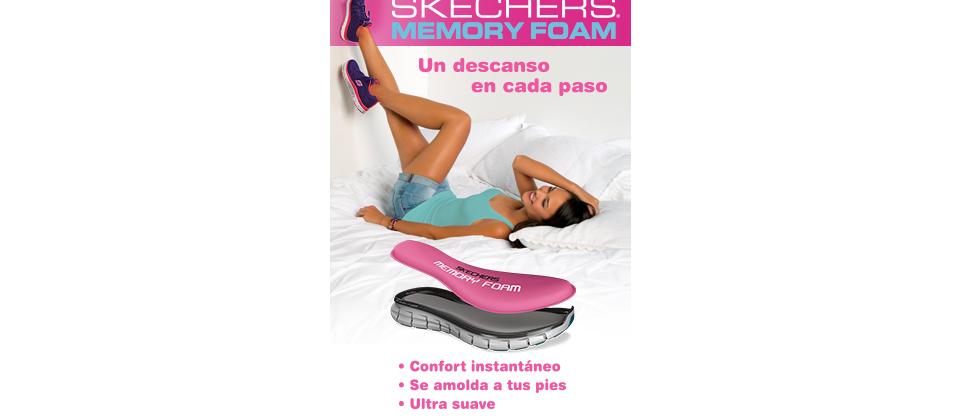 SKECHERS®
MEMORY FOAM
Un descanso
en cada paso
SKECHERS
MEMORY FOAM
• Confort instantáneo
• Se amolda a tus pies
• Ultra suave